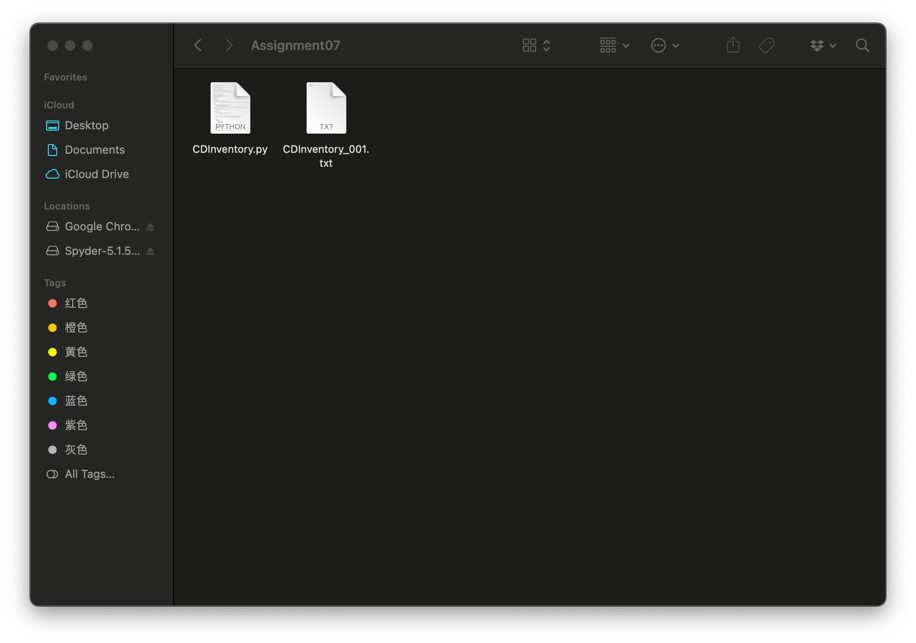 Assignment07
Favorites
iCloud
Desktop
Documents
iCloud Drive
Locations
Google Chro...
Spyder-5.1.5...
Tags
红色
橙色
黄色
绿色
蓝色
紫色
灰色
All Tags...
PYTHON
CDInventory.py
TXT
CDInventory_001.
txt